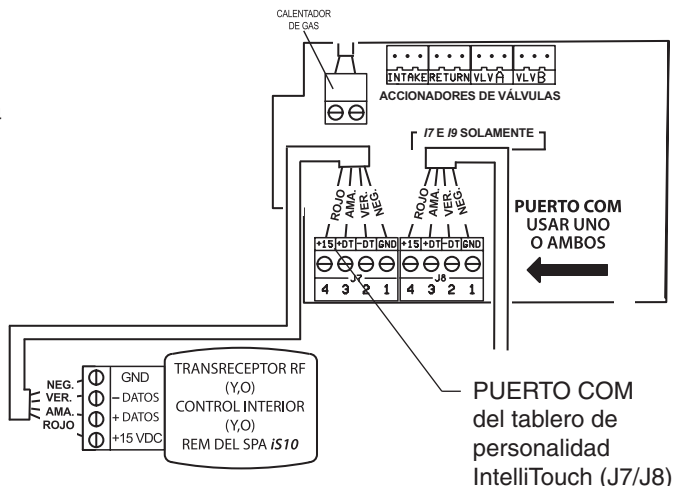 CALENTADOR
DE GAS
INTAKE RETURN VLVA VLVB
ACCIONADORES DE VÁLVULAS
I7 E I9 SOLAMENTE
ROJO
AMA.
VER.
NEG.
ROJO
AMA.
VER.
NEG.
PUERTO COM
USAR UNO
O AMBOS
+15 +DT -DT GND +15 +DT -DT GND
J7 J8
4 3 2 1 4 3 2 1
NEG.
VER.
AMA.
ROJO
GND
– DATOS
+ DATOS
+15 VDC
TRANSRECEPTOR RF
(Y,O)
CONTROL INTERIOR
(Y,O)
REM DEL SPA iS10
PUERTO COM
del tablero de
personalidad
IntelliTouch (J7/J8)